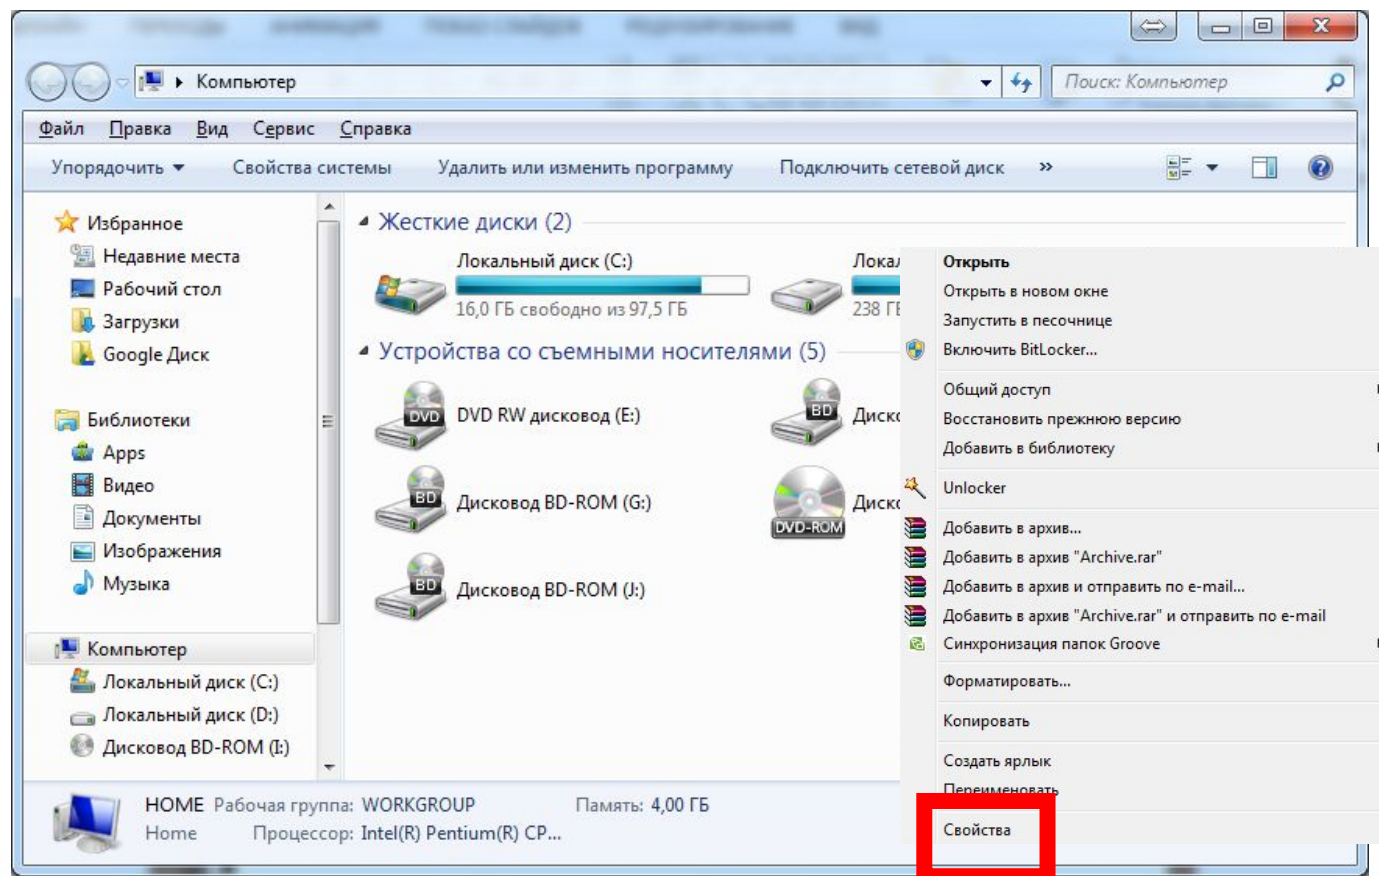 Компьютер
Поиск: Компьютер
Файл Правка Вид Сервис Справка
Упорядочить Свойства системы Удалить или изменить программу Подключить сетевой диск »
Избранное
Недавние места
Рабочий стол
Загрузки
Google Диск
Библиотеки
Apps
Видео
Документы
Изображения
Музыка
Компьютер
Локальный диск (C:)
Локальный диск (D:)
Дисковод BD-ROM (I:)
Жесткие диски (2)
Локальный диск (C:)
16,0 ГБ свободно из 97,5 ГБ
Лока
238 ГБ
Устройства со съемными носителями (5)
DVD
DVD RW дисковод (E:)
BD
Диско
BD
Дисковод BD-ROM (G:)
DVD-ROM
Диско
BD
Дисковод BD-ROM (J:)
Открыть
Открыть в новом окне
Запустить в песочнице
Включить BitLocker...
Общий доступ
Восстановить прежнюю версию
Добавить в библиотеку
Unlocker
Добавить в архив...
Добавить в архив "Archive.rar"
Добавить в архив и отправить по e-mail...
Добавить в архив "Archive.rar" и отправить по e-mail
Синхронизация папок Groove
Форматировать...
Копировать
Создать ярлык
Переименовать
Свойства
HOME Рабочая группа: WORKGROUP Память: 4,00 ГБ
Home Процессор: Intel(R) Pentium(R) CP...